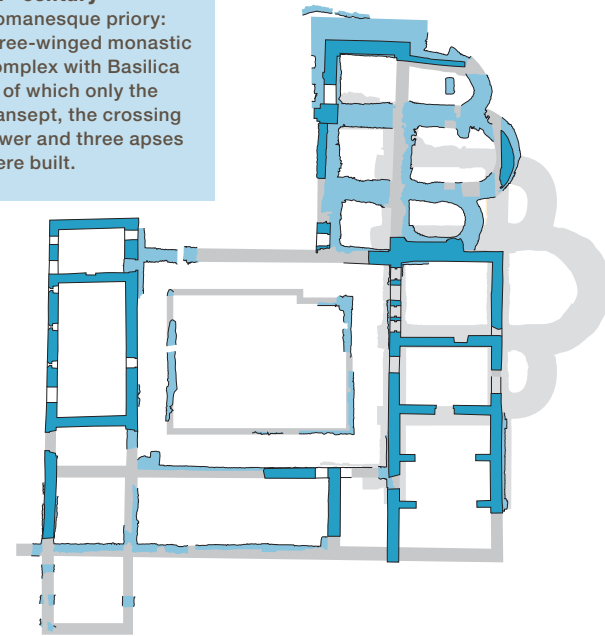 century
omanesque priory:
ree-winged monastic
omplex with Basilica
of which only the
ansept, the crossing
wer and three apses
ere built.